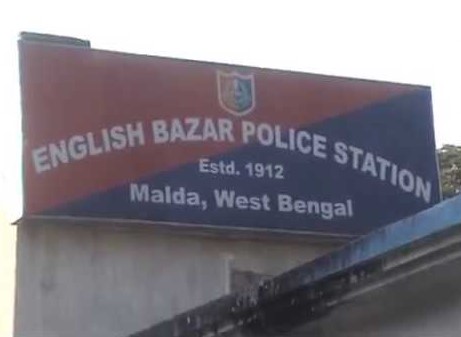 ENGLISH BAZAR POLICE STATION
Estd. 1912
Malda, West Bengal